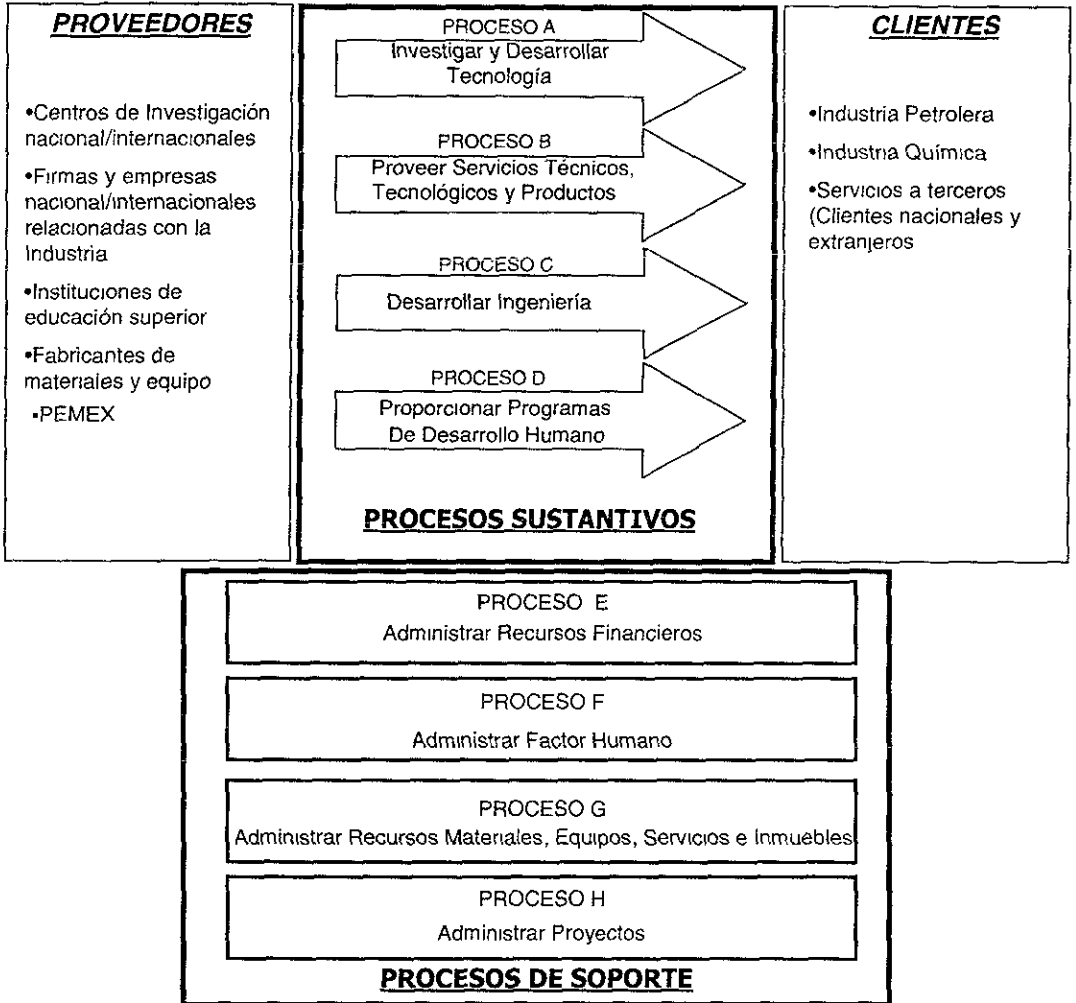 PROVEEDORES
•Centros de Investigación
nacional/internacionales
•Firmas y empresas
nacional/internacionales
relacionadas con la
Industria
•Instituciones de
educación superior
•Fabricantes de
materiales y equipo
▪PEMEX
PROCESO A
Investigar y Desarrollar
Tecnología
PROCESO B
Proveer Servicios Técnicos,
Tecnológicos y Productos
PROCESO C
Desarrollar Ingeniería
PROCESO D
Proporcionar Programas
De Desarrollo Humano
PROCESOS SUSTANTIVOS
CLIENTES
•Industria Petrolera
•Industria Química
•Servicios a terceros
(Clientes nacionales y
extranjeros
PROCESO E
Administrar Recursos Financieros
PROCESO F
Administrar Factor Humano
PROCESO G
Administrar Recursos Materiales, Equipos, Servicios e Inmuebles
PROCESO H
Administrar Proyectos
PROCESOS DE SOPORTE